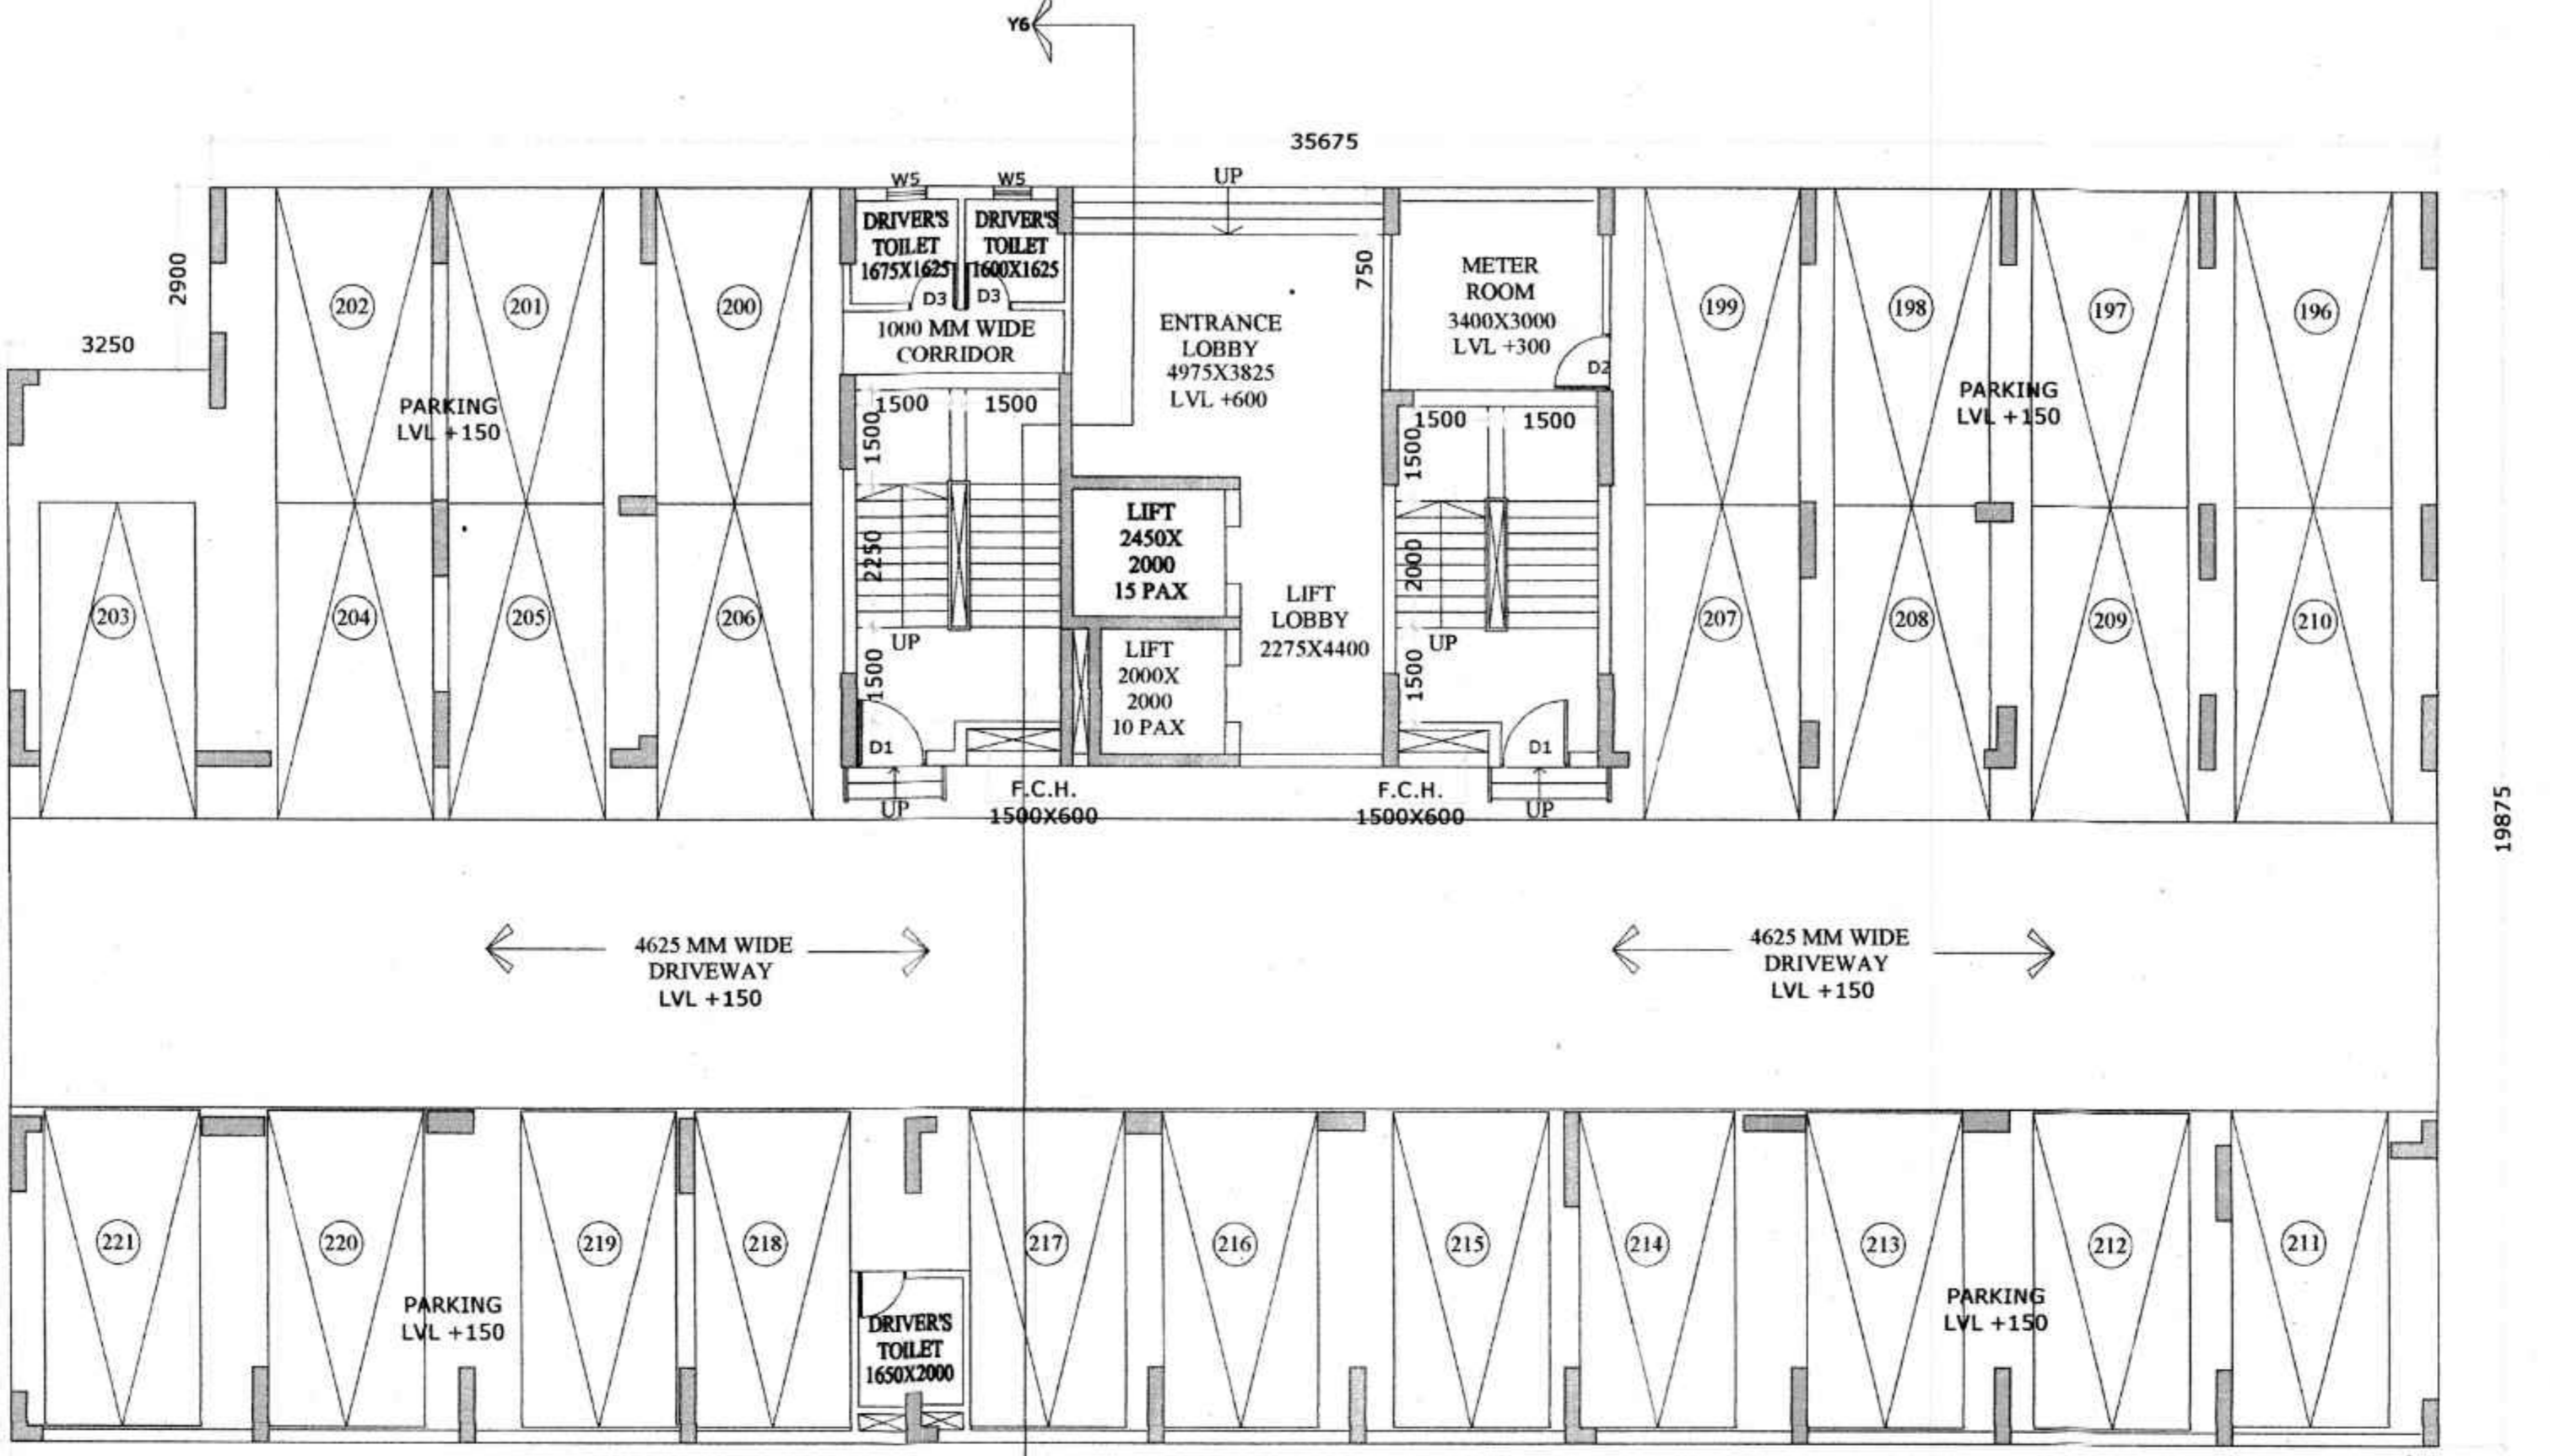 Y6
35675
UP
W5
W5
DRIVER'S
TOILET
1675X1625
D3
DRIVER'S
TOILET
1600X1625
D3
1000 MM WIDE
CORRIDOR
2900
3250
202
201
200
PARKING
LVL +150
203
204
205
206
1500
1500
1500
2250
UP
1500
D1
UP
ENTRANCE
LOBBY
4975X3825
LVL +600
750
METER
ROOM
3400X3000
LVL +300
D2
LIFT
2450X
2000
15 PAX
LIFT
2000X
2000
10 PAX
LIFT
LOBBY
2275X4400
1500
1500
1500
2000
UP
1500
D1
UP
F.C.H.
1500X600
F.C.H.
1500X600
199
198
197
196
PARKING
LVL +150
207
208
209
210
19875
4625 MM WIDE
DRIVEWAY
LVL +150
4625 MM WIDE
DRIVEWAY
LVL +150
221
220
219
218
217
216
215
214
213
212
211
PARKING
LVL +150
DRIVER'S
TOILET
1650X2000
PARKING
LVL +150